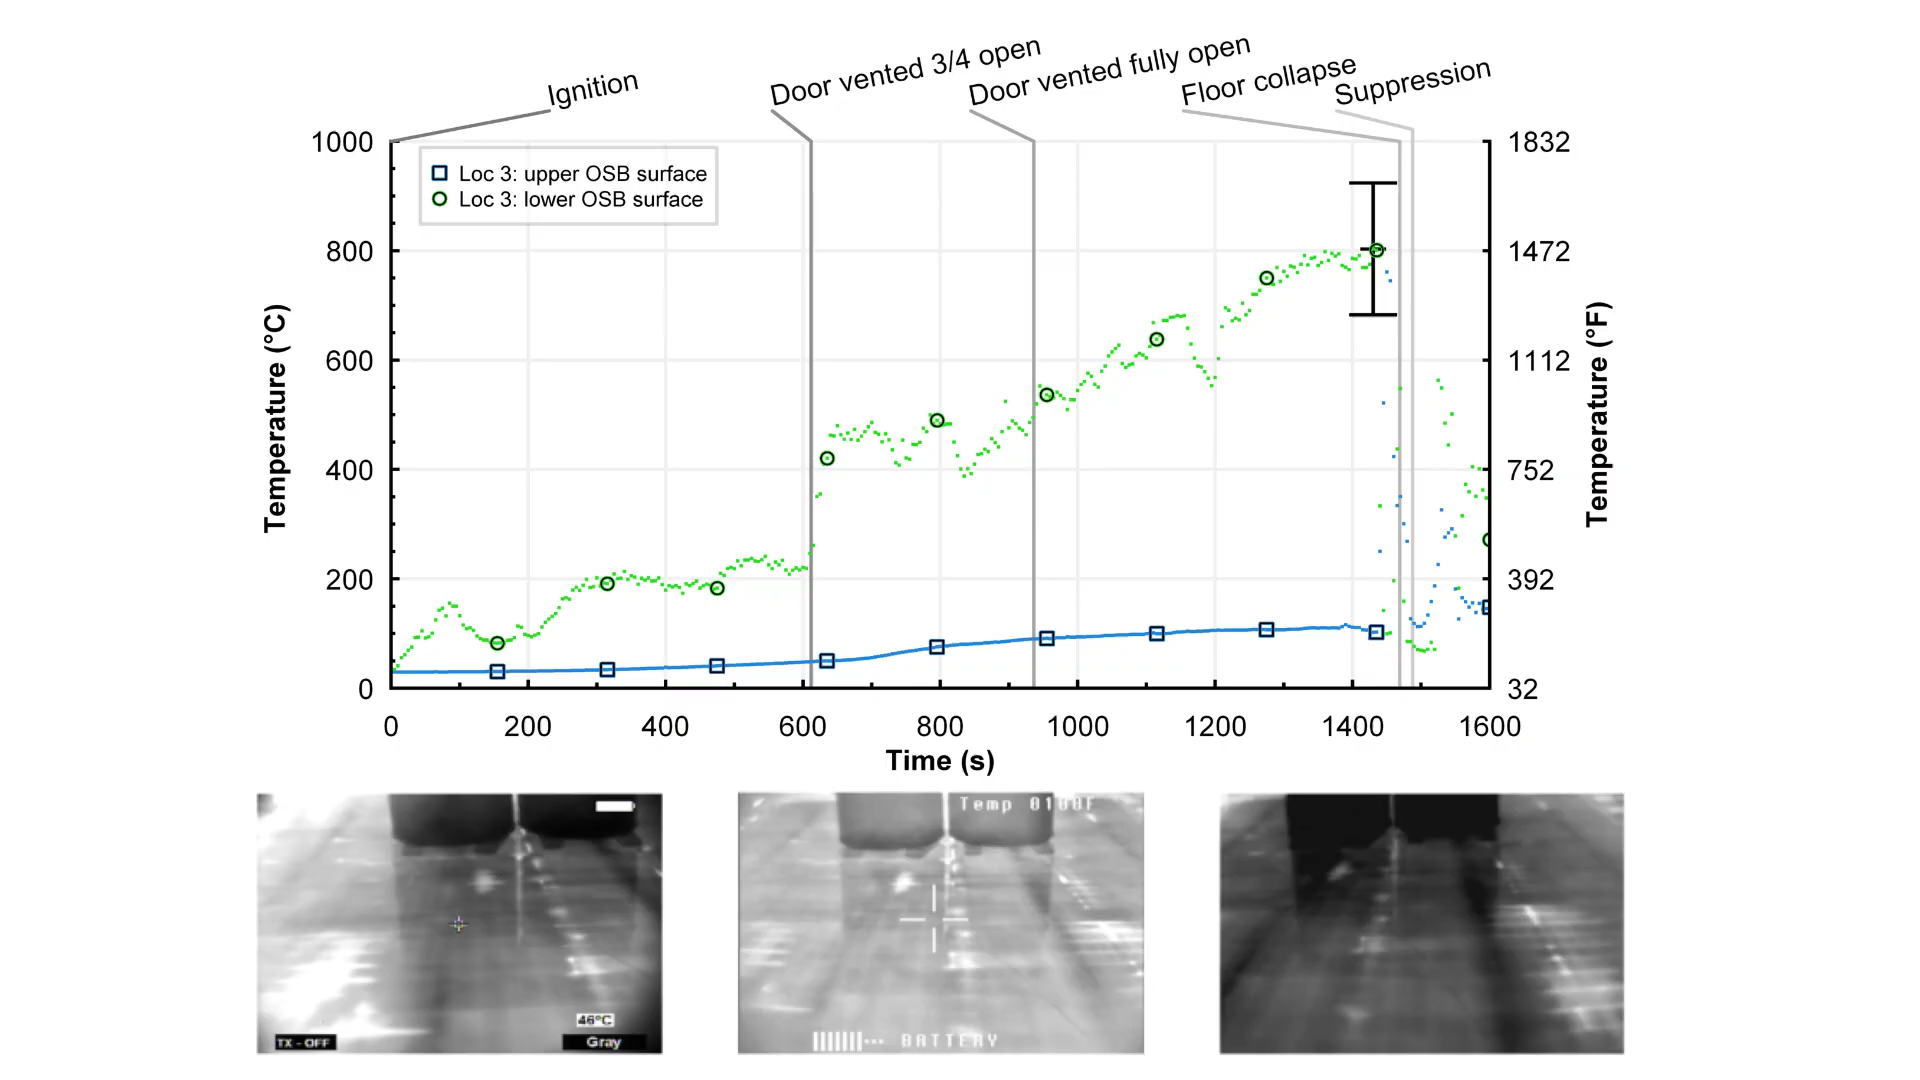 Ignition
Door vented 3/4 open
Door vented fully open
Floor collapse
Suppression
1000
800
600
400
200
0
Temperature (°C)
Loc 3: upper OSB surface
Loc 3: lower OSB surface
1832
1472
1112
752
392
32
Temperature (°F)
0 200 400 600 800 1000 1200 1400 1600
Time (s)
46°C
TX - OFF
Gray
Temp
BATTERY